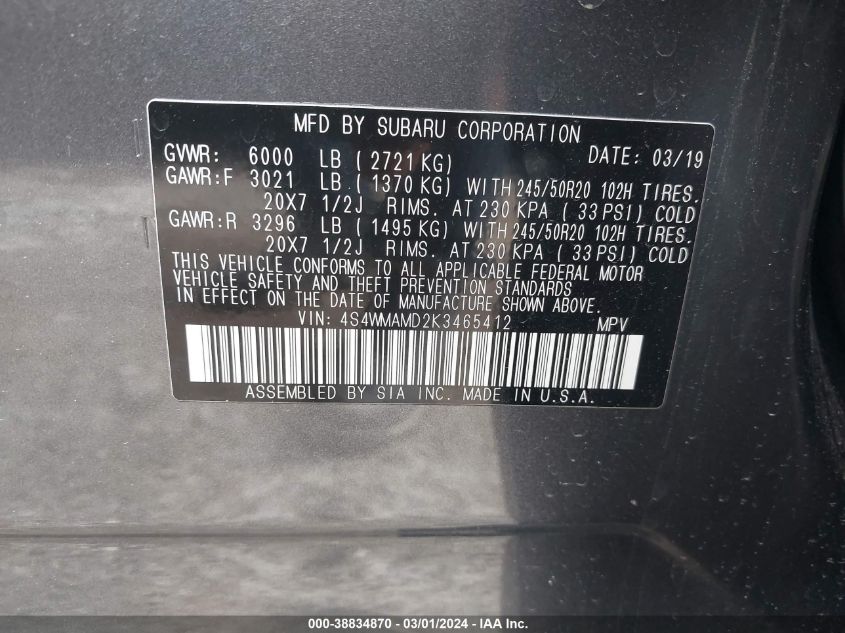 MFD BY SUBARU CORPORATION
GVWR: 6000 LB ( 2721 KG) DATE: 03/19
GAWR:F 3021 LB ( 1370 KG) WITH 245/50R20 102H TIRES.
20X7 1/2J RIMS. AT 230 KPA ( 33 PSI) COLD
GAWR:R 3296 LB ( 1495 KG) WITH 245/50R20 102H TIRES.
20X7 1/2J RIMS. AT 230 KPA ( 33 PSI) COLD
THIS VEHICLE CONFORMS TO ALL APPLICABLE FEDERAL MOTOR
VEHICLE SAFETY AND THEFT PREVENTION STANDARDS
IN EFFECT ON THE DATE OF MANUFACTURE SHOWN ABOVE.
VIN: 4S4WMAMD2K3465412 MPV
ASSEMBLED BY SIA INC. MADE IN U.S.A.
000-38834870 - 03/01/2024 - IAA Inc.